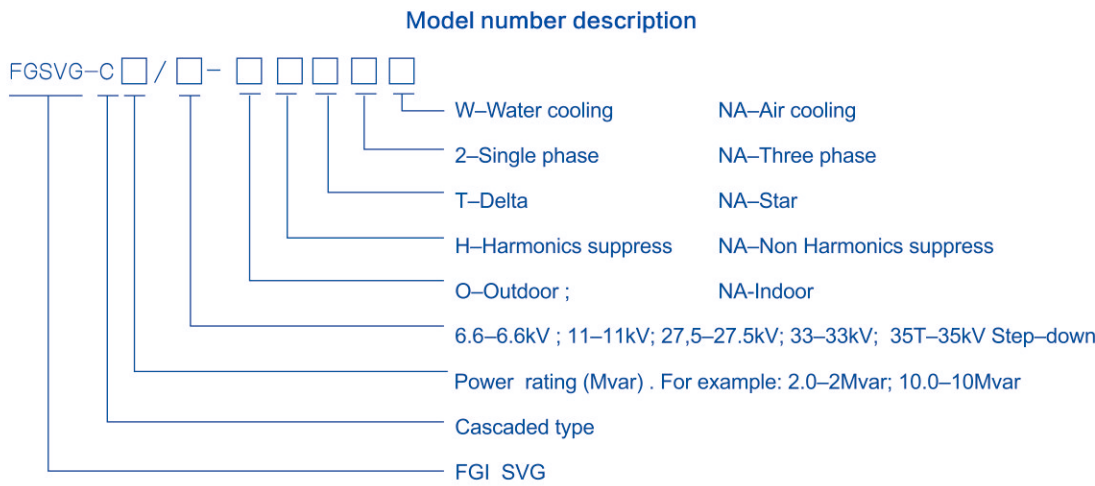 Model number description
FGSVG-C□/□-□□□□□
W–Water cooling NA–Air cooling
2–Single phase NA–Three phase
T–Delta NA–Star
H–Harmonics suppress NA–Non Harmonics suppress
O–Outdoor ; NA-Indoor
6.6–6.6kV ; 11–11kV; 27,5–27.5kV; 33–33kV; 35T–35kV Step–down
Power rating (Mvar) . For example: 2.0–2Mvar; 10.0–10Mvar
Cascaded type
FGI SVG